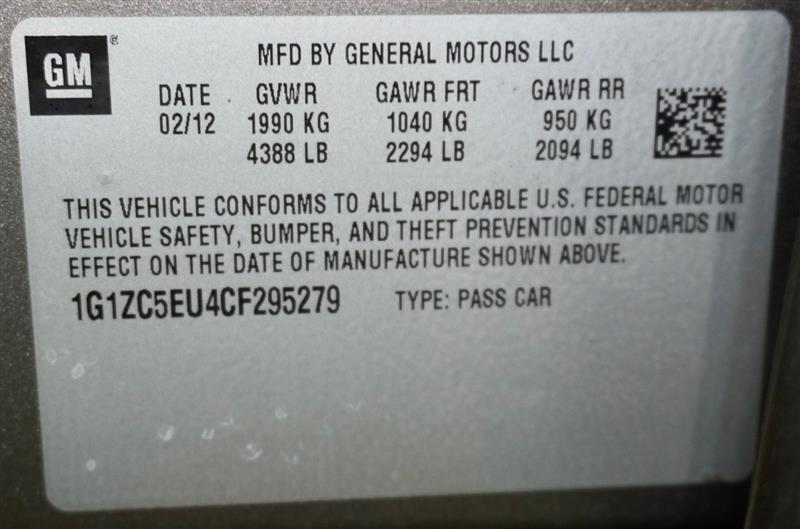 GM®
MFD BY GENERAL MOTORS LLC
DATE GVWR GAWR FRT GAWR RR
02/12 1990 KG 1040 KG 950 KG
4388 LB 2294 LB 2094 LB
THIS VEHICLE CONFORMS TO ALL APPLICABLE U.S. FEDERAL MOTOR
VEHICLE SAFETY, BUMPER, AND THEFT PREVENTION STANDARDS IN
EFFECT ON THE DATE OF MANUFACTURE SHOWN ABOVE.
1G1ZC5EU4CF295279 TYPE: PASS CAR